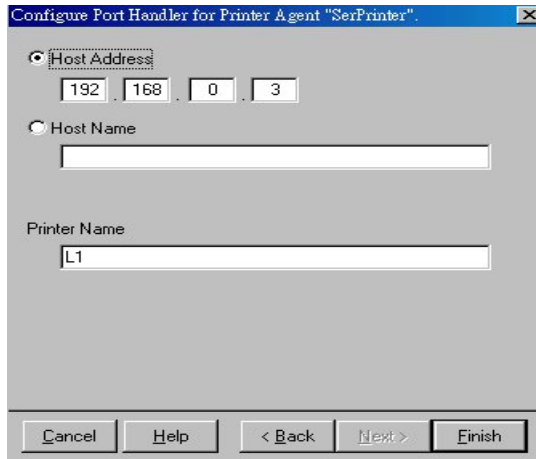 Configure Port Handler for Printer Agent "SerPrinter".
Host Address
192 . 168 . 0 . 3
Host Name
Printer Name
L1
Cancel Help < Back Next > Finish